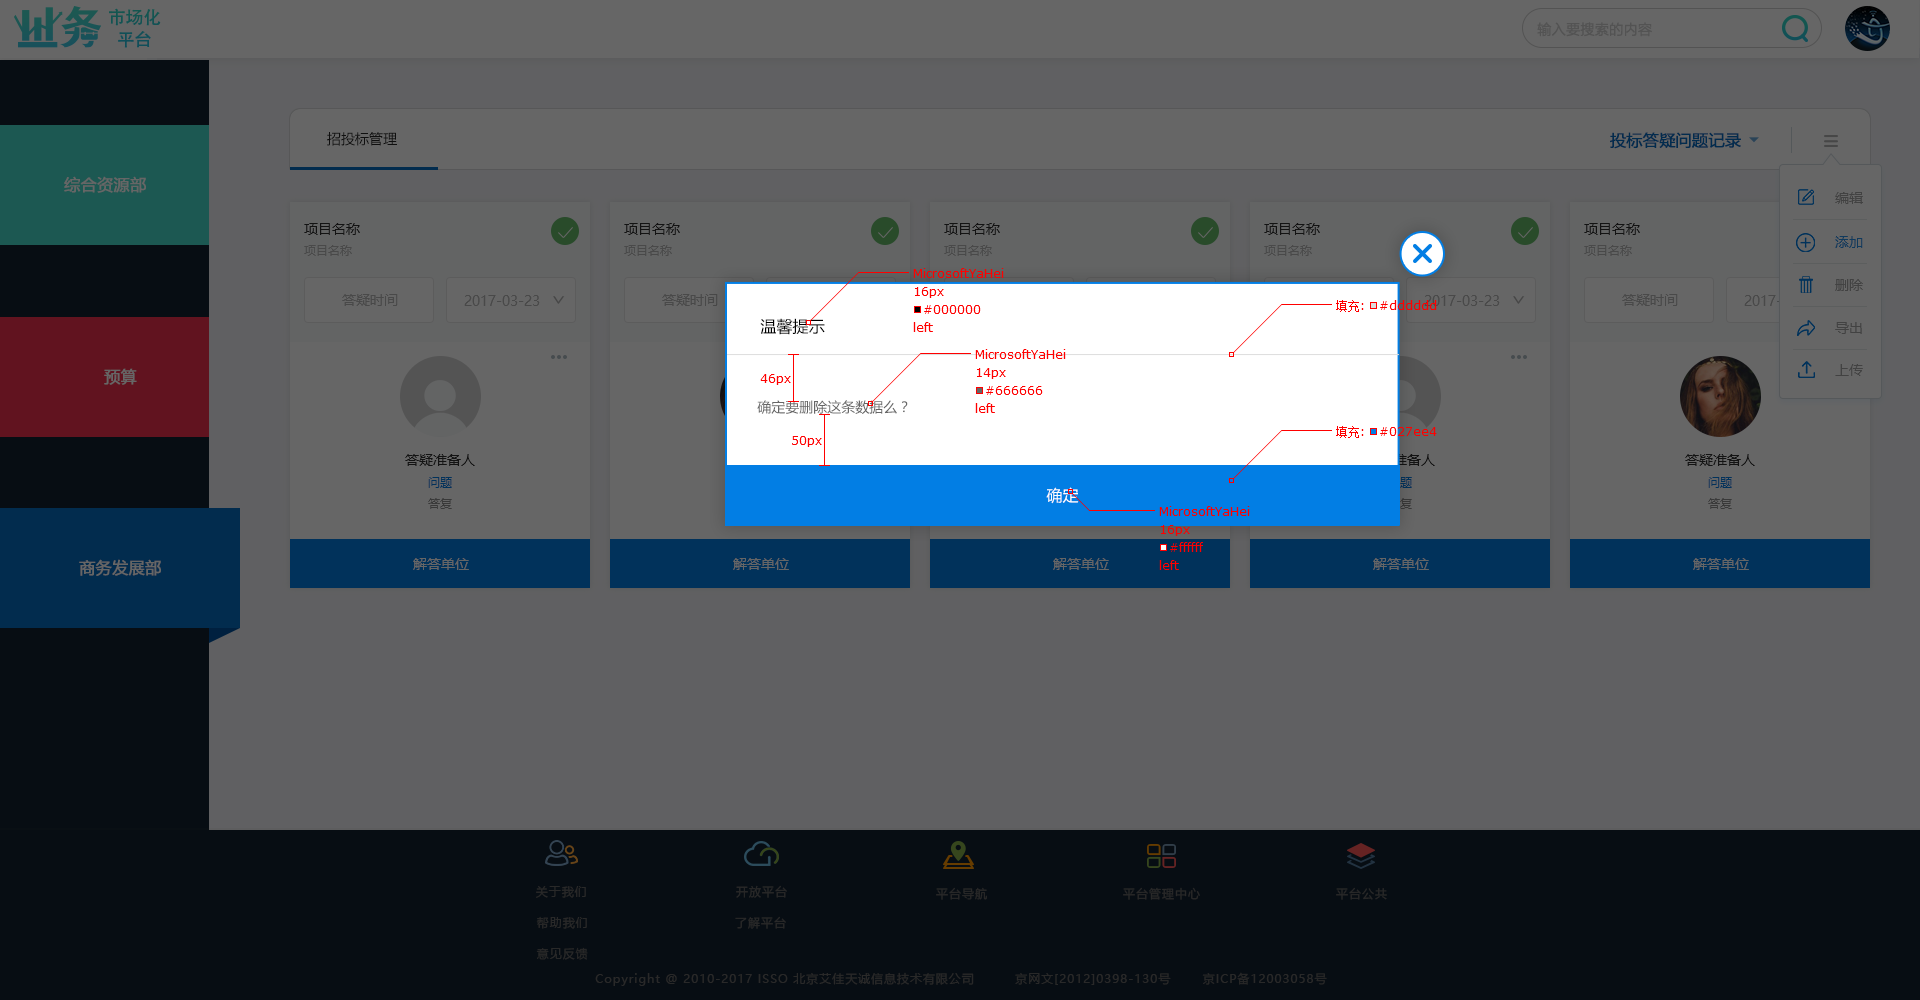 业务 市场化
平台
输入要搜索的内容
综合资源部
预算
商务发展部
招投标管理
投标答疑问题记录
编辑
添加
删除
导出
上传
项目名称
项目名称
答疑时间 2017-03-23
答疑准备人
问题
答复
解答单位
项目名称
项目名称
答疑时间
解答单位
项目名称
项目名称
解答单位
项目名称
项目名称
2017-03-23
备人
题
解答单位
项目名称
项目名称
答疑时间 2017-
答疑准备人
问题
答复
解答单位
温馨提示
MicrosoftYaHei
16px
#000000
left
填充: #dddddd
46px
MicrosoftYaHei
14px
#666666
left
确定要删除这条数据么？
50px
填充: #027ee4
确定
MicrosoftYaHei
16px
#ffffff
left
关于我们
帮助我们
意见反馈
开放平台
了解平台
平台导航
平台管理中心
平台公共
Copyright @ 2010-2017 ISSO 北京艾佳天诚信息技术有限公司 京网文[2012]0398-130号 京ICP备12003058号